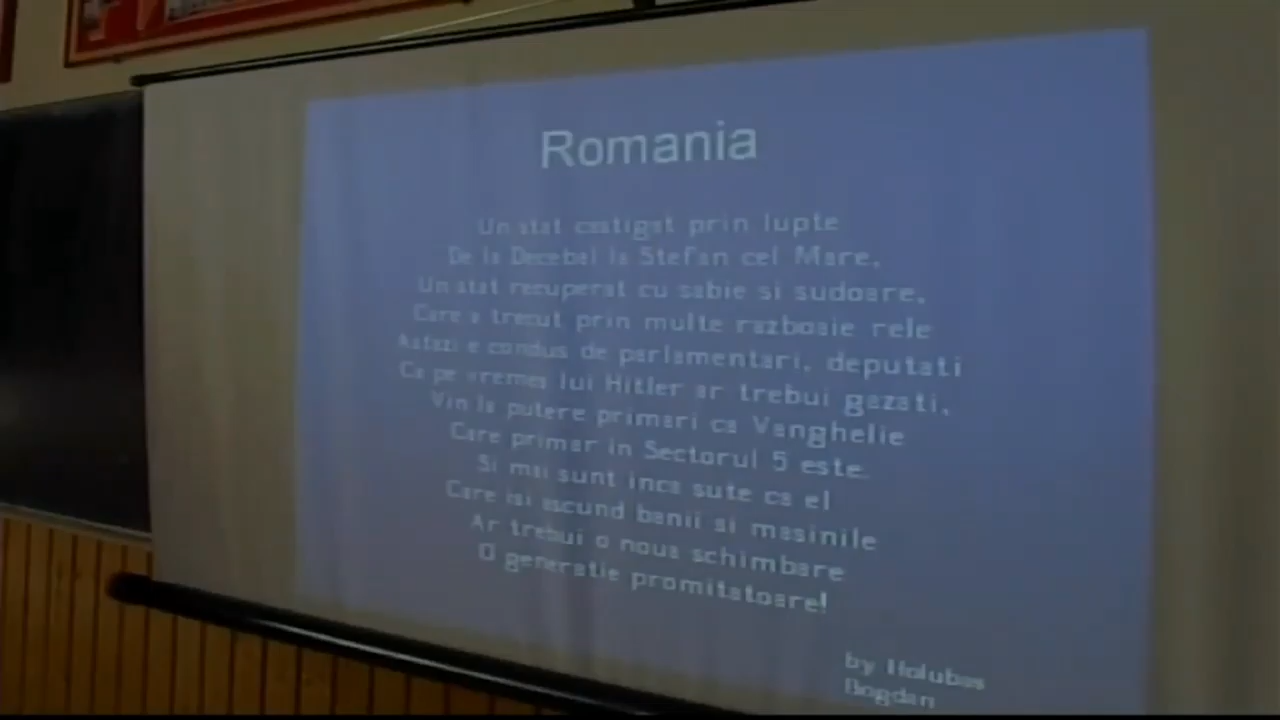 Romania
Un stat castigat prin lupte
De la Decebal la Stefan cel Mare,
Un stat recuperat cu sabie si sudoare,
Care a trecut prin multe razboaie rele
Astazi e condus de parlamentari, deputati
Ca pe vremea lui Hitler ar trebui gazati,
Vin la putere primari ca Vanghelie
Care primar in Sectorul 5 este
Si mai sunt inca sute ca el
Care isi ascund banii si masinile
Ar trebui o noua schimbare
O generatie promitatoare!
by Holubas
Bogdan